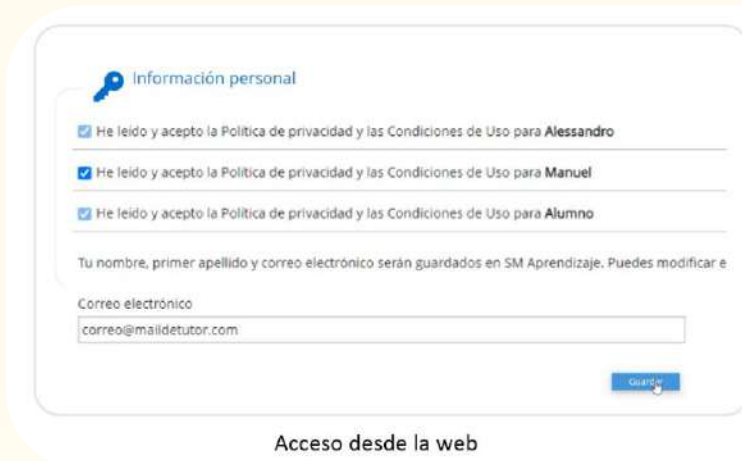 Información personal
He leído y acepto la Política de privacidad y las Condiciones de Uso para Alessandro
He leído y acepto la Política de privacidad y las Condiciones de Uso para Manuel
He leído y acepto la Política de privacidad y las Condiciones de Uso para Alumno
Tu nombre, primer apellido y correo electrónico serán guardados en SM Aprendizaje. Puedes modificar e
Correo electrónico
correo@maildetutor.com
Guardar
Acceso desde la web